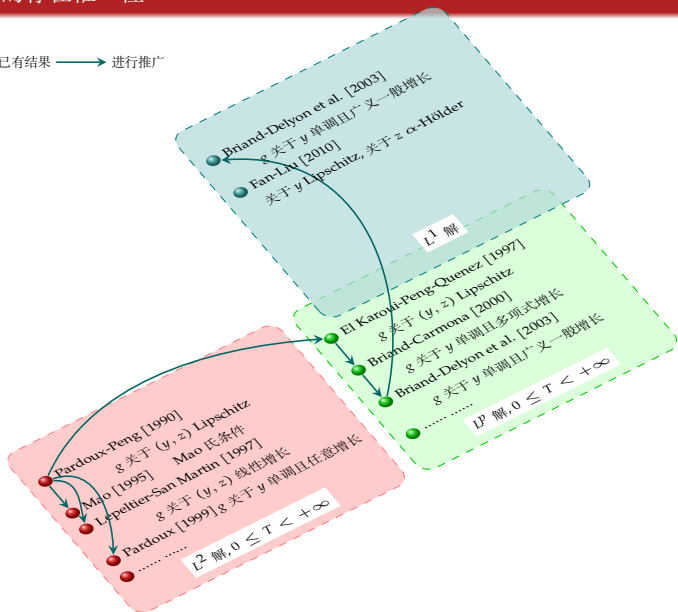 已有结果 进行推广
Briand-Delyon et al. [2003]
g 关于 y 单调且广义一般增长
Fan-Liu [2010]
关于 y Lipschitz, 关于 z α-Hölder
L¹ 解
El Karoui-Peng-Quenez [1997]
g 关于 (y, z) Lipschitz
Briand-Carmona [2000]
g 关于 y 单调且多项式增长
Briand-Delyon et al. [2003]
g 关于 y 单调且广义一般增长
... ... ... ...
Lᵖ 解, 0 ≤ T < +∞
Pardoux-Peng [1990]
g 关于 (y, z) Lipschitz
Mao [1995] Mao 氏条件
Lepeltier-San Martin [1997]
g 关于 (y, z) 线性增长
Pardoux [1999] g 关于 y 单调且任意增长
... ... ... ...
L² 解, 0 ≤ T < +∞